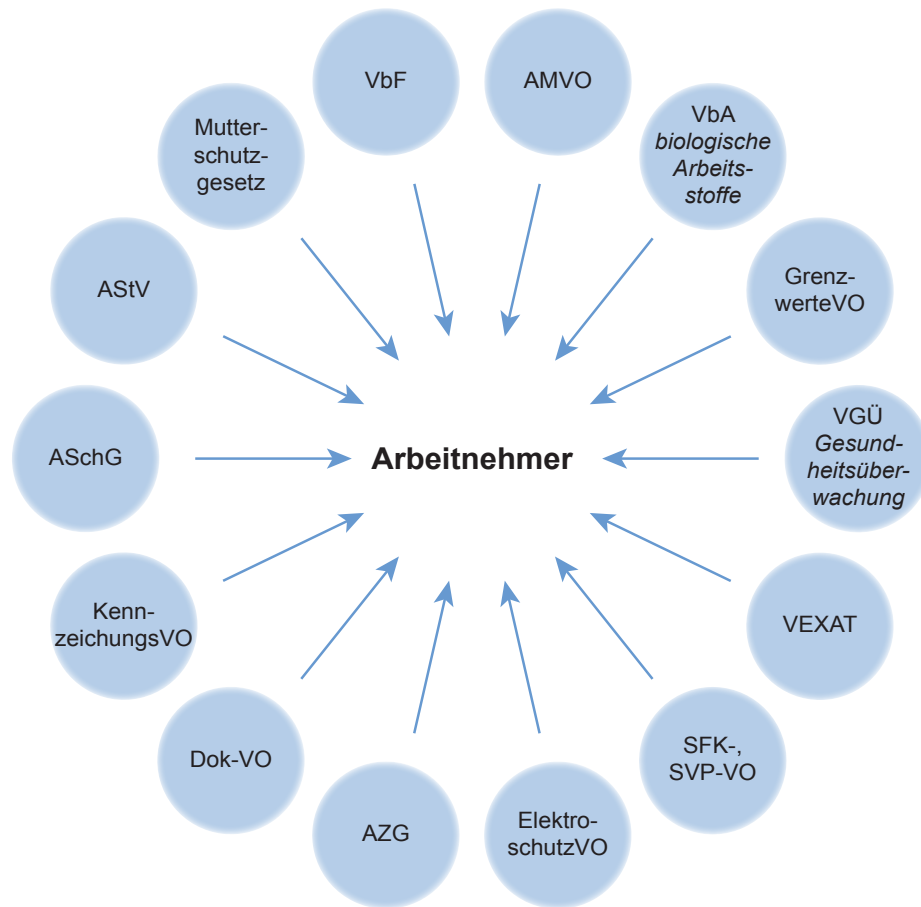 VbF
AMVO
Mutter-
schutz-
gesetz
VbA
biologische
Arbeits-
stoffe
AStV
Grenz-
werteVO
ASchG
Arbeitnehmer
VGÜ
Gesund-
heitsüber-
wachung
Kenn-
zeichungsVO
VEXAT
Dok-VO
SFK-,
SVP-VO
AZG
Elektro-
schutzVO